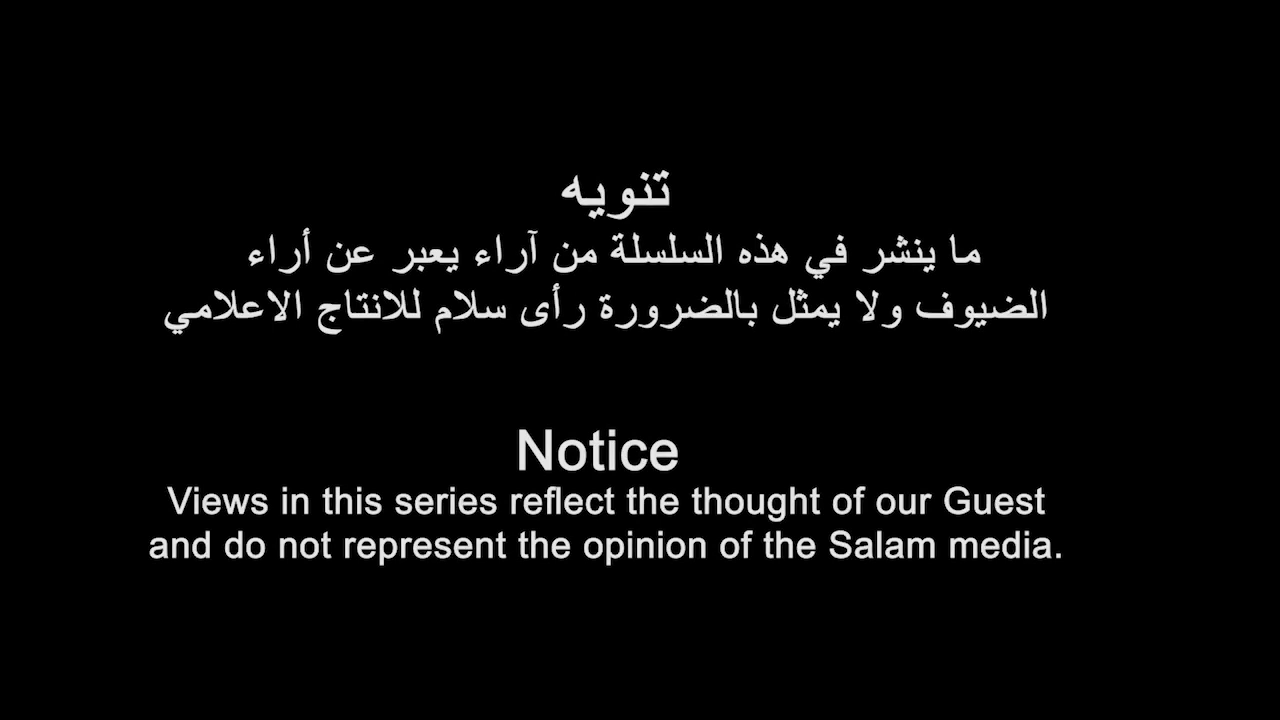 تنويه
ما ينشر في هذه السلسلة من آراء يعبر عن أراء
الضيوف ولا يمثل بالضرورة رأى سلام للانتاج الاعلامي
Notice
Views in this series reflect the thought of our Guest
and do not represent the opinion of the Salam media.